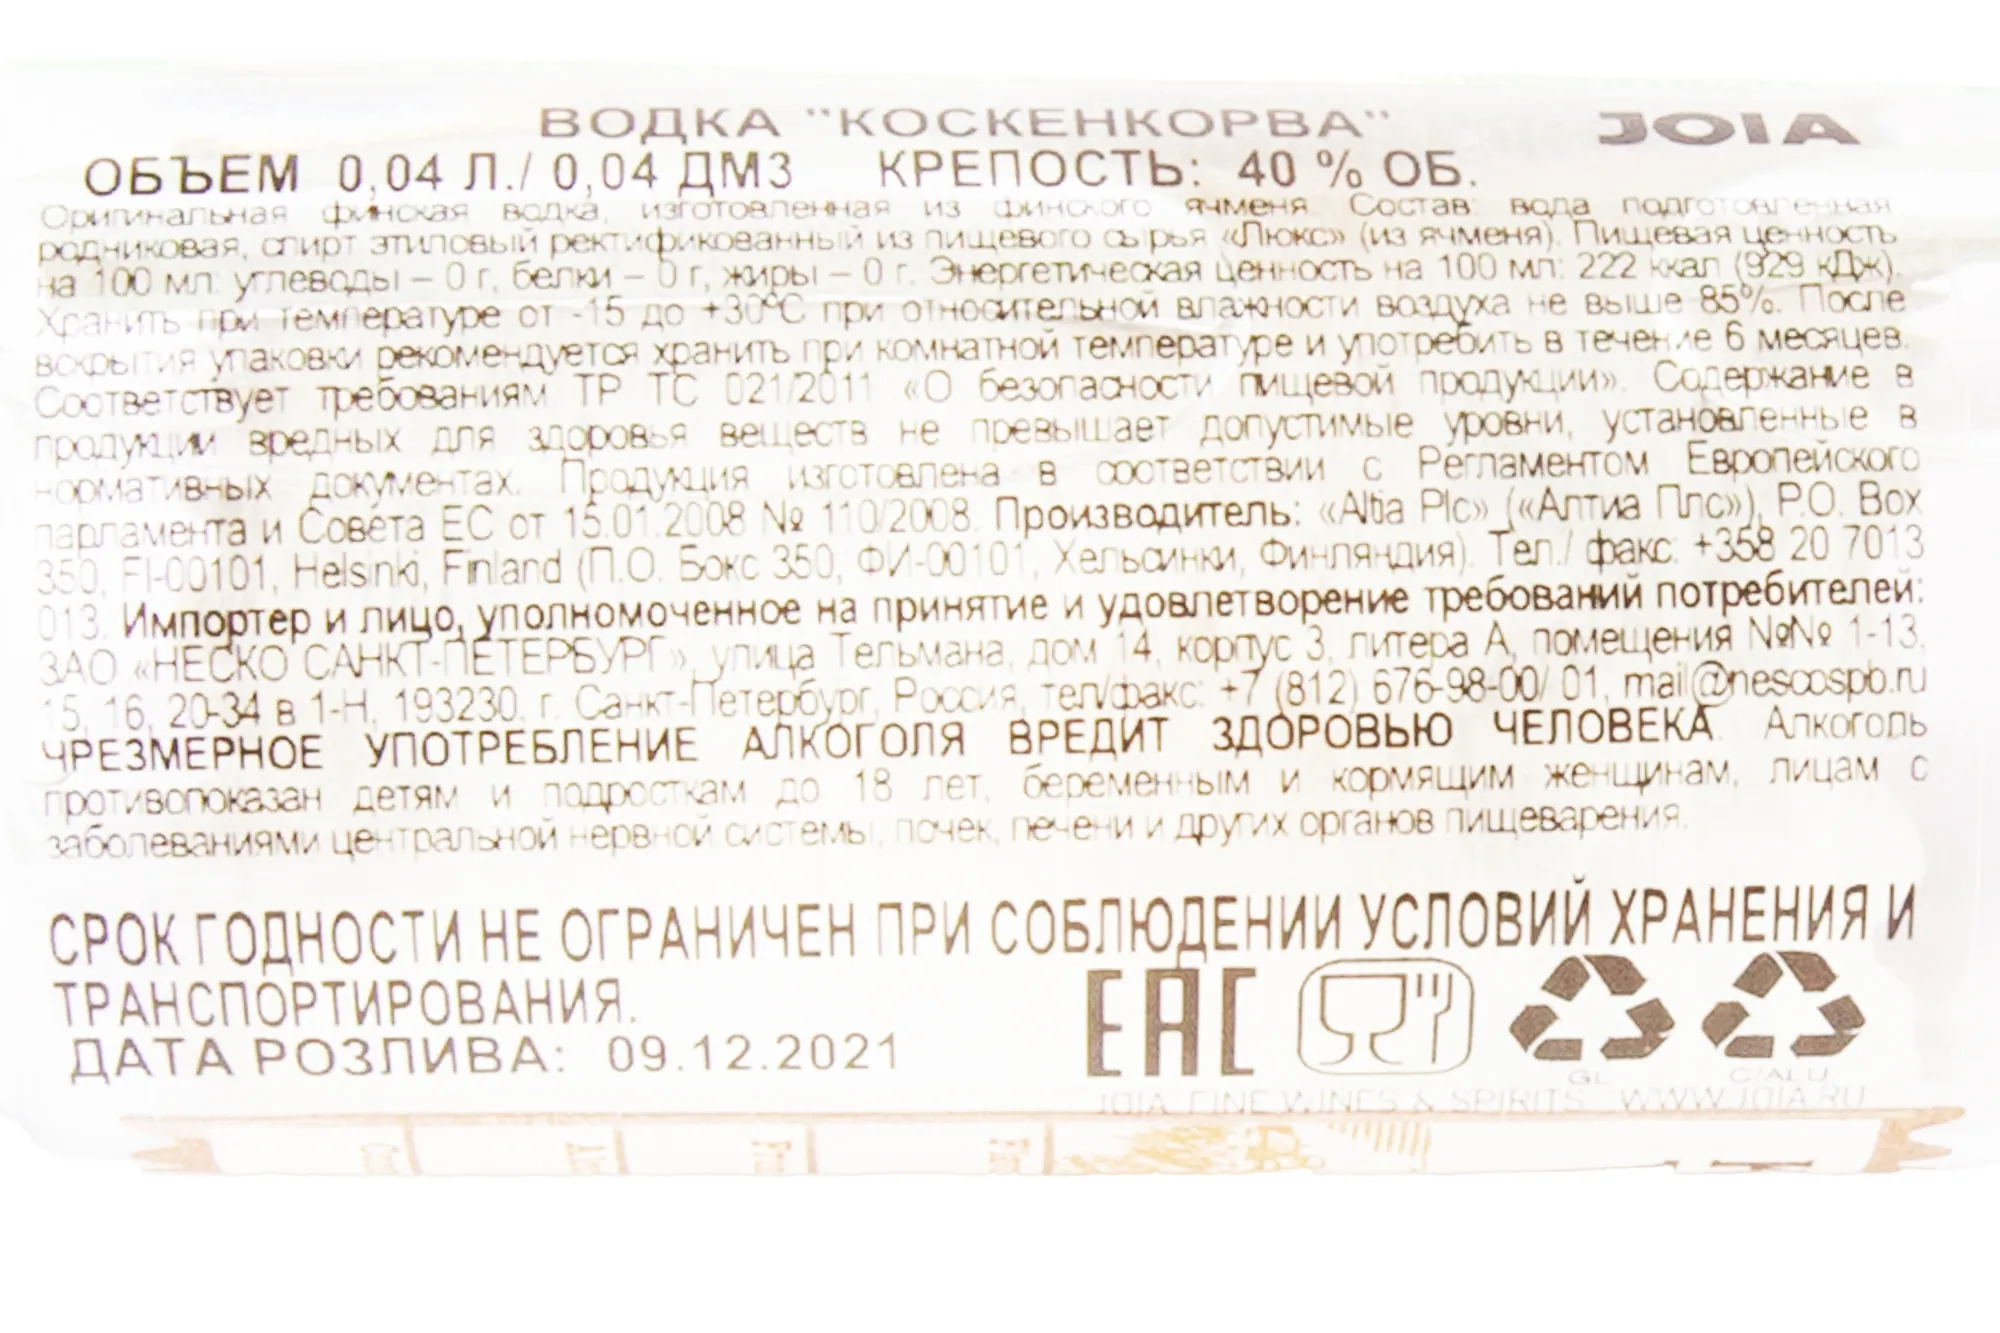 ВОДКА "КОСКЕНКОРВА" JOIA
ОБЪЕМ 0,04 Л./ 0,04 ДМ3 КРЕПОСТЬ: 40 % ОБ.
Оригинальная финская водка, изготовленная из финского ячменя. Состав: вода подготовленная
родниковая, спирт этиловый ректификованный из пищевого сырья «Люкс» (из ячменя). Пищевая ценность
на 100 мл: углеводы – 0 г, белки – 0 г, жиры – 0 г. Энергетическая ценность на 100 мл: 222 ккал (929 кДж).
Хранить при температуре от -15 до +30°С при относительной влажности воздуха не выше 85%. После
вскрытия упаковки рекомендуется хранить при комнатной температуре и употребить в течение 6 месяцев.
Соответствует требованиям ТР ТС 021/2011 «О безопасности пищевой продукции». Содержание в
продукции вредных для здоровья веществ не превышает допустимые уровни, установленные в
нормативных документах. Продукция изготовлена в соответствии с Регламентом Европейского
парламента и Совета ЕС от 15.01.2008 № 110/2008. Производитель: «Altia Plc» («Алтиа Плс»), P.O. Box
350, FI-00101, Helsinki, Finland (П.О. Бокс 350, ФИ-00101, Хельсинки, Финляндия). Тел./ факс: +358 20 7013
013. Импортер и лицо, уполномоченное на принятие и удовлетворение требований потребителей:
ЗАО «НЕСКО САНКТ-ПЕТЕРБУРГ», улица Тельмана, дом 14, корпус 3, литера А, помещения №№ 1-13,
15, 16, 20-34 в 1-Н, 193230, г. Санкт-Петербург, Россия, тел/факс: +7 (812) 676-98-00/ 01, mail@nescospb.ru
ЧРЕЗМЕРНОЕ УПОТРЕБЛЕНИЕ АЛКОГОЛЯ ВРЕДИТ ЗДОРОВЬЮ ЧЕЛОВЕКА. Алкоголь
противопоказан детям и подросткам до 18 лет, беременным и кормящим женщинам, лицам с
заболеваниями центральной нервной системы, почек, печени и других органов пищеварения.
СРОК ГОДНОСТИ НЕ ОГРАНИЧЕН ПРИ СОБЛЮДЕНИИ УСЛОВИЙ ХРАНЕНИЯ И
ТРАНСПОРТИРОВАНИЯ.
ДАТА РОЗЛИВА: 09.12.2021
EAC
GL C/ALU
JOIA FINE WINES & SPIRITS WWW.JOIA.RU